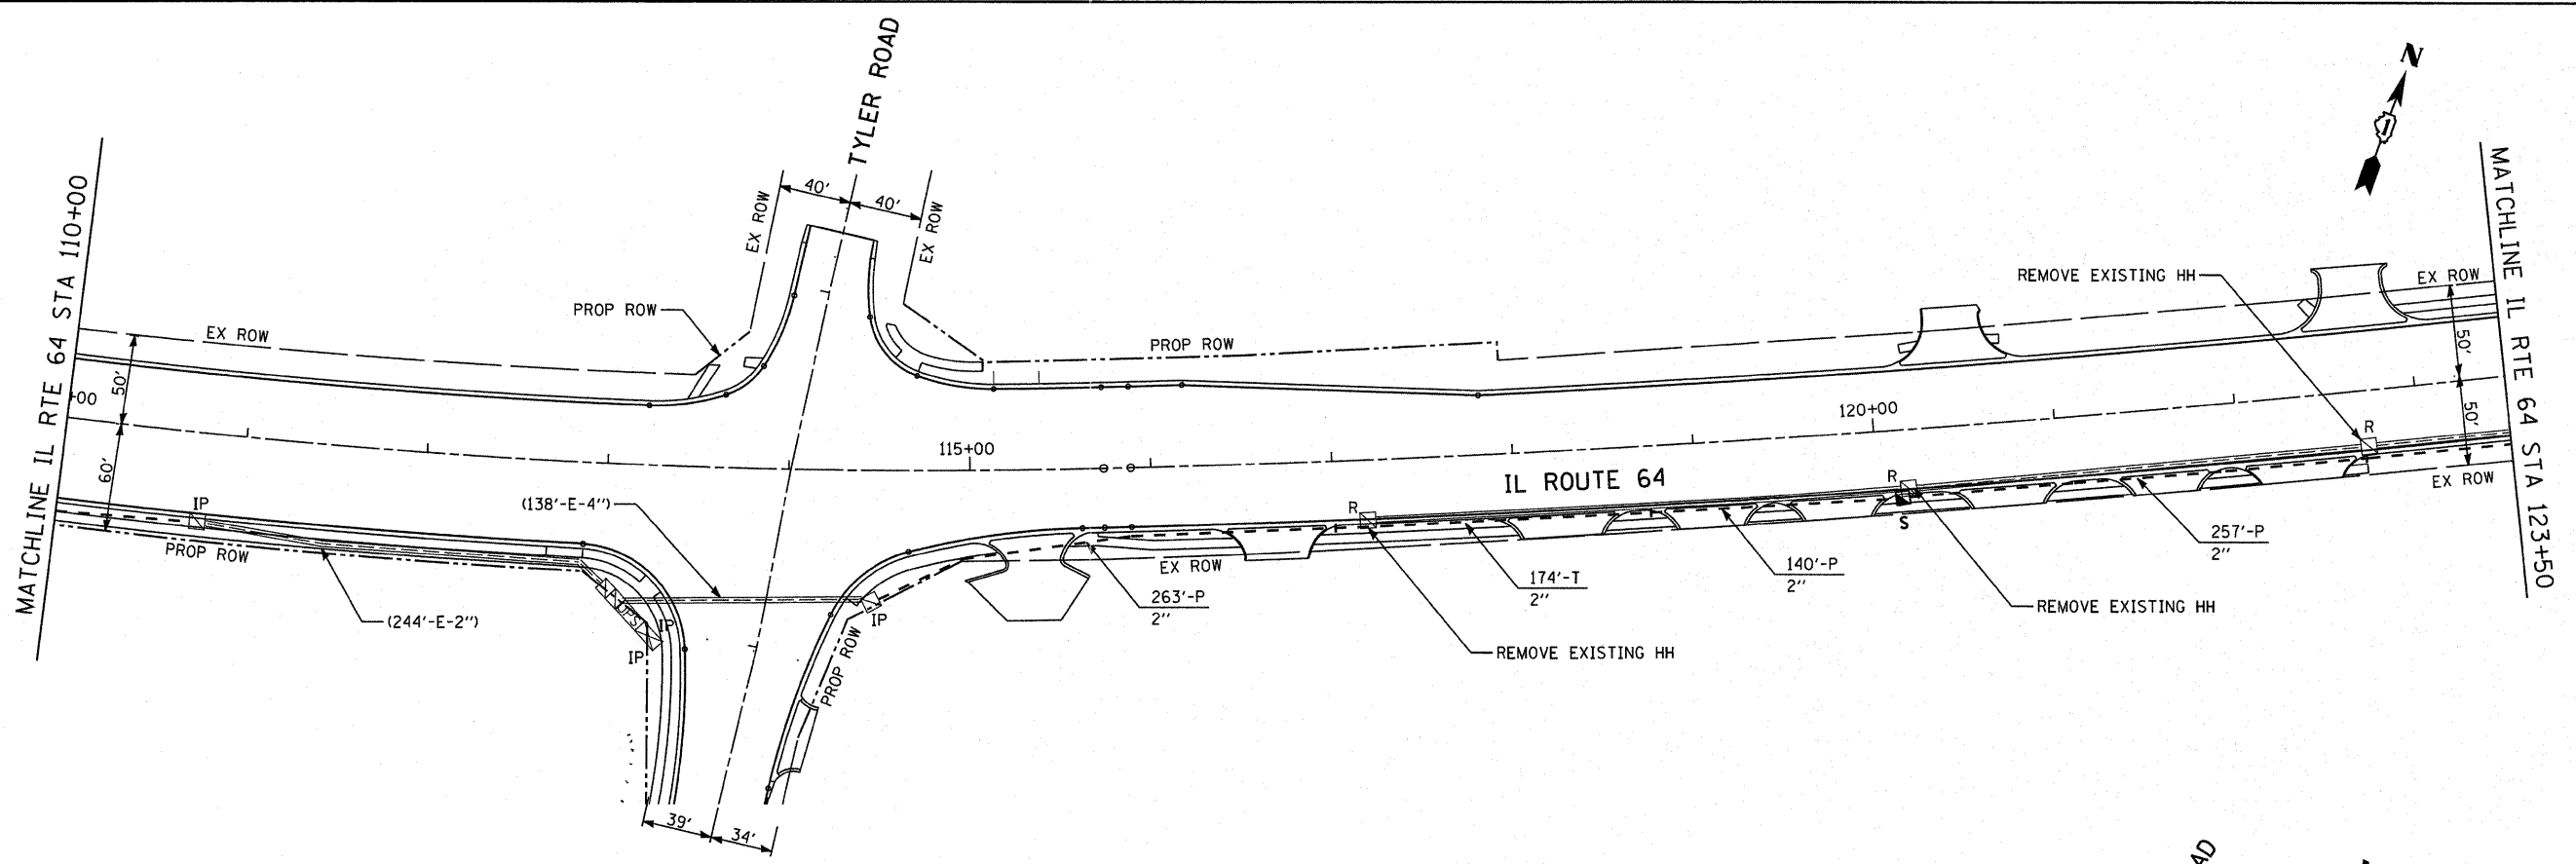 TYLER ROAD
N
1
MATCHLINE IL RTE 64 STA 110+00
MATCHLINE IL RTE 64 STA 123+50
40'
40'
EX ROW
EX ROW
REMOVE EXISTING HH
EX ROW
PROP ROW
EX ROW
PROP ROW
50'
50'
+00
120+00
50'
R
60'
115+00
IL ROUTE 64
R
EX ROW
IP
(138'-E-4")
R
S
PROP ROW
EX ROW
257'-P
2"
174'-T
2"
140'-P
2"
263'-P
2"
(244'-E-2")
UPS
IP
IP
IP
REMOVE EXISTING HH
REMOVE EXISTING HH
PROP ROW
39'
34'
AD